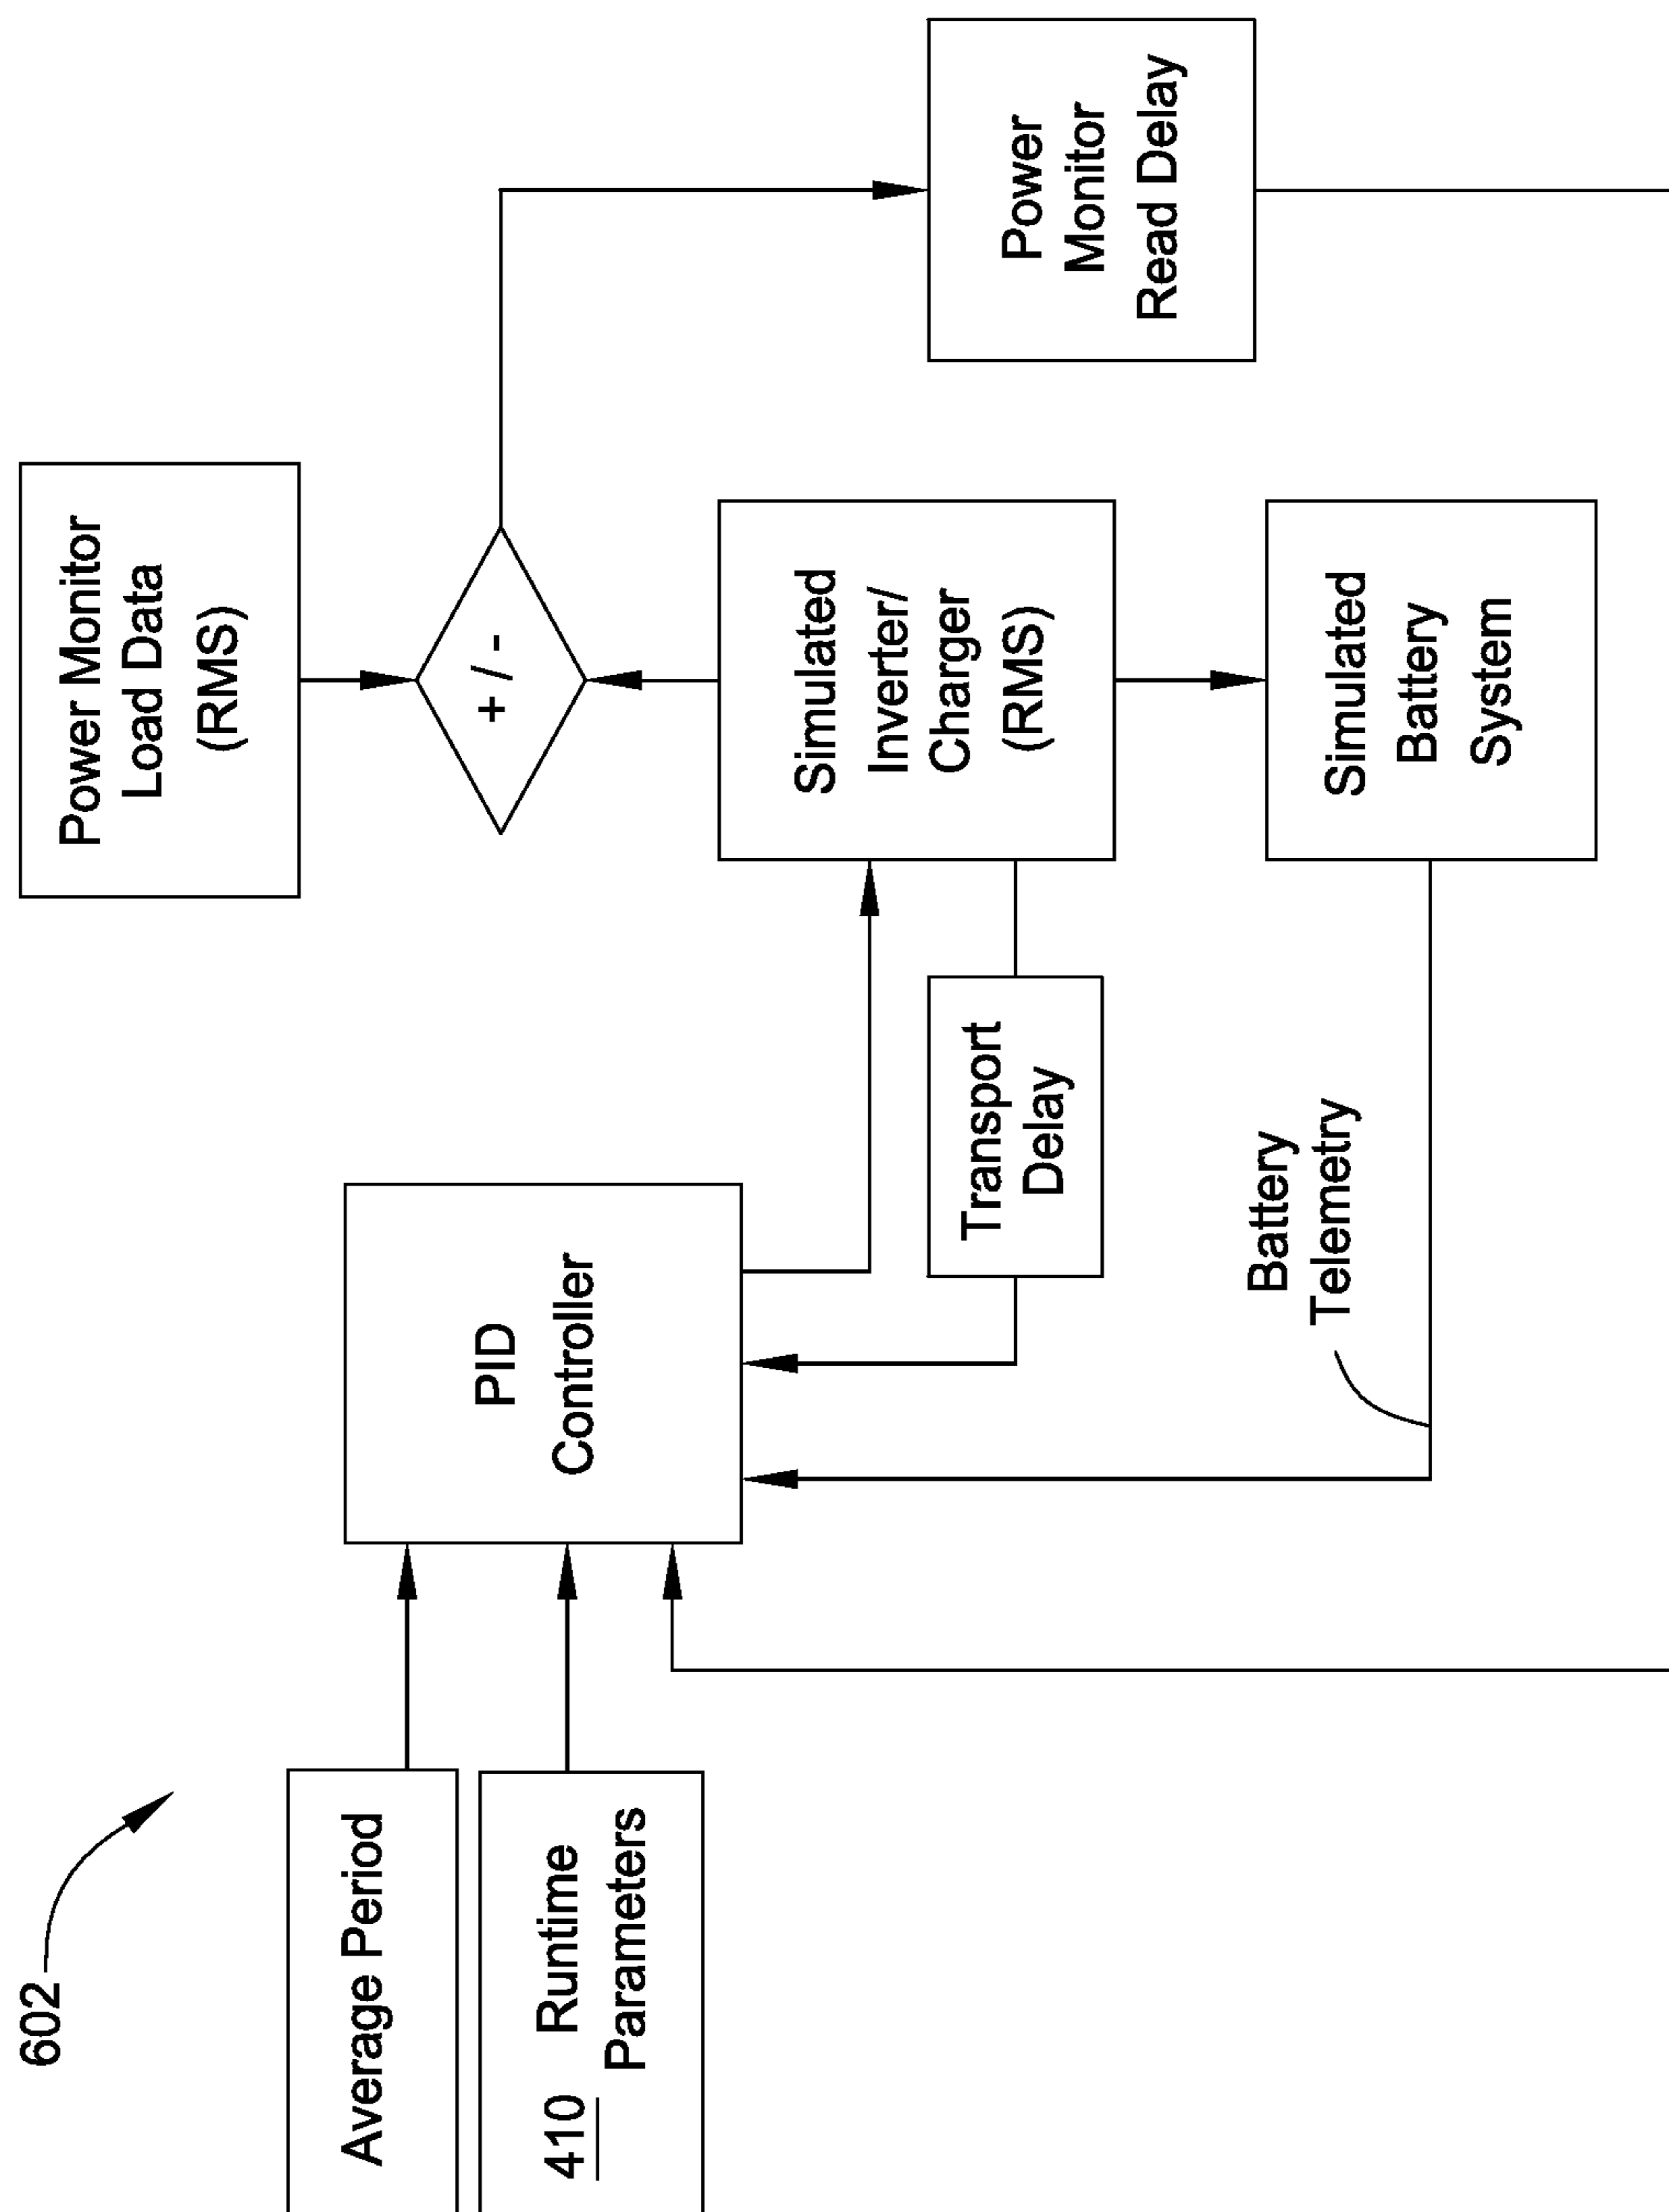 602
Average Period
410 Runtime
Parameters
PID
Controller
Transport
Delay
Battery
Telemetry
Power Monitor
Load Data
(RMS)
+ / -
Simulated
Inverter/
Charger
(RMS)
Simulated
Battery
System
Power
Monitor
Read Delay